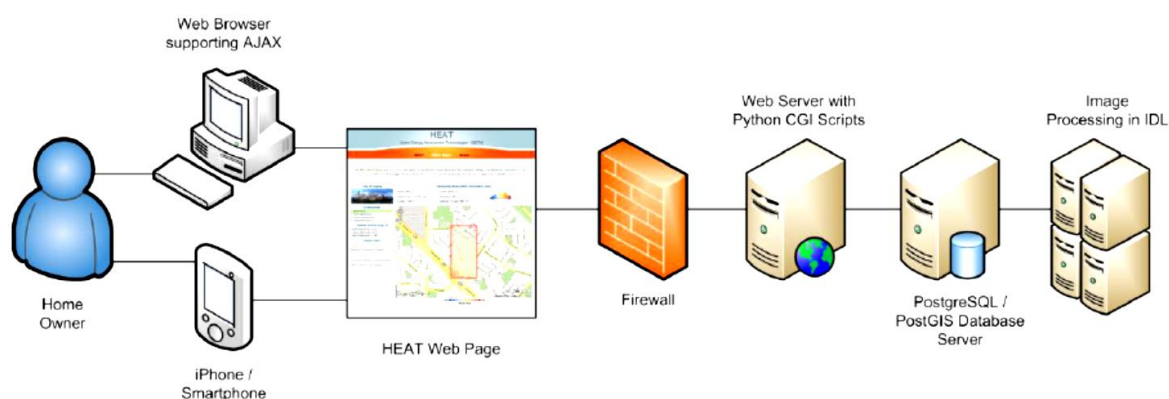 Web Browser
supporting AJAX
Home
Owner
iPhone /
Smartphone
HEAT
HEAT Web Page
Firewall
Web Server with
Python CGI Scripts
PostgreSQL /
PostGIS Database
Server
Image
Processing in IDL